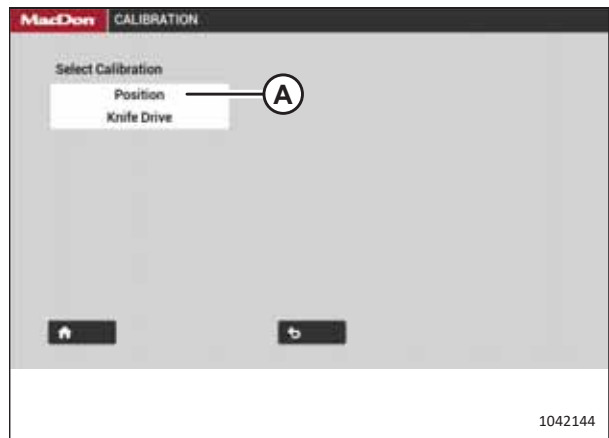 MacDon CALIBRATION
Select Calibration
Position
A
Knife Drive
1042144